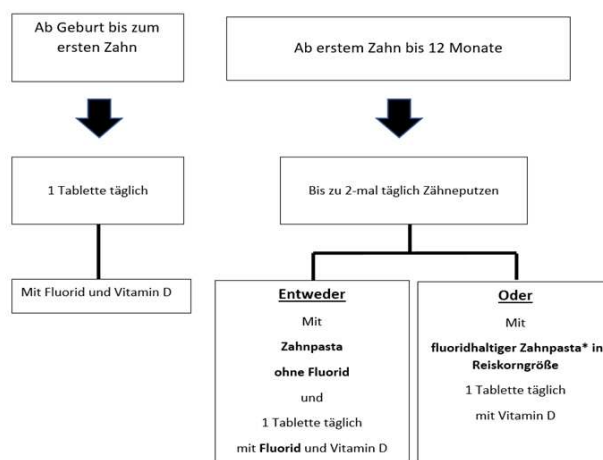 Ab Geburt bis zum
ersten Zahn
1 Tablette täglich
Mit Fluorid und Vitamin D
Ab erstem Zahn bis 12 Monate
Bis zu 2-mal täglich Zähneputzen
Entweder
Mit
Zahnpasta
ohne Fluorid
und
1 Tablette täglich
mit Fluorid und Vitamin D
Oder
Mit
fluoridhaltiger Zahnpasta* in
Reiskorngröße
1 Tablette täglich
mit Vitamin D